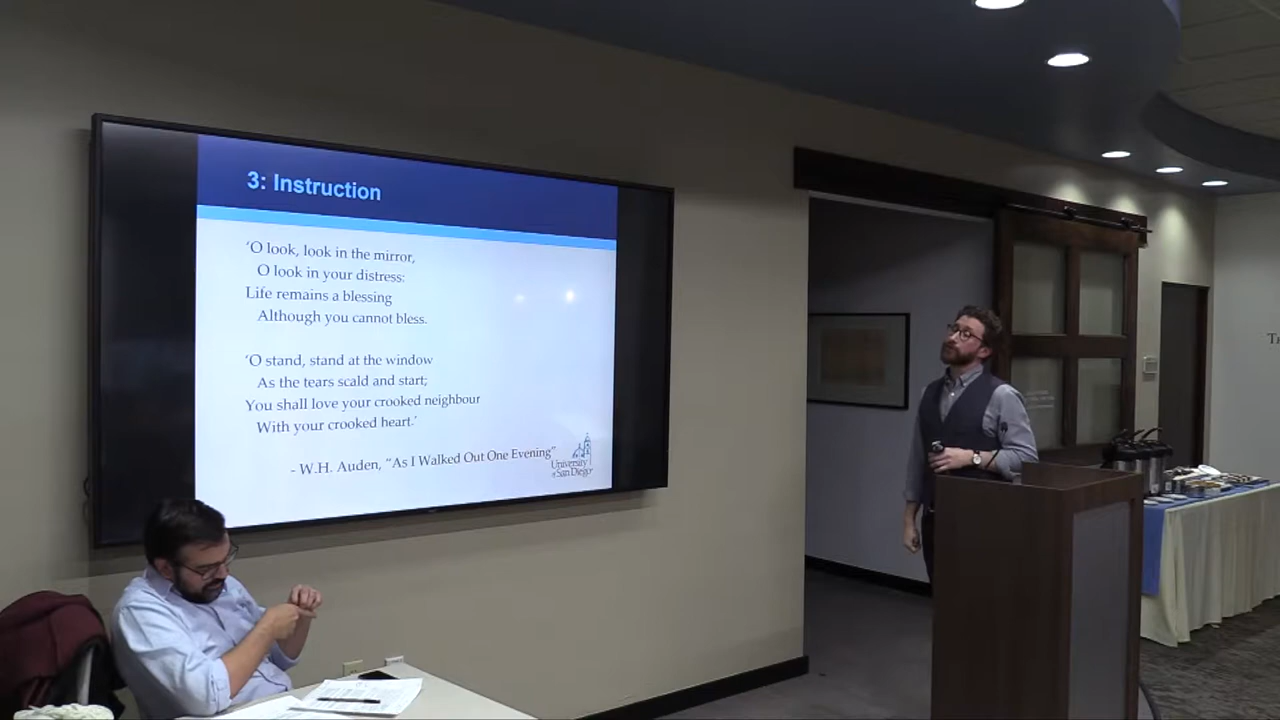 3: Instruction
‘O look, look in the mirror,
O look in your distress:
Life remains a blessing
Although you cannot bless.
‘O stand, stand at the window
As the tears scald and start;
You shall love your crooked neighbour
With your crooked heart.’
- W.H. Auden, “As I Walked Out One Evening”
University
of San Diego